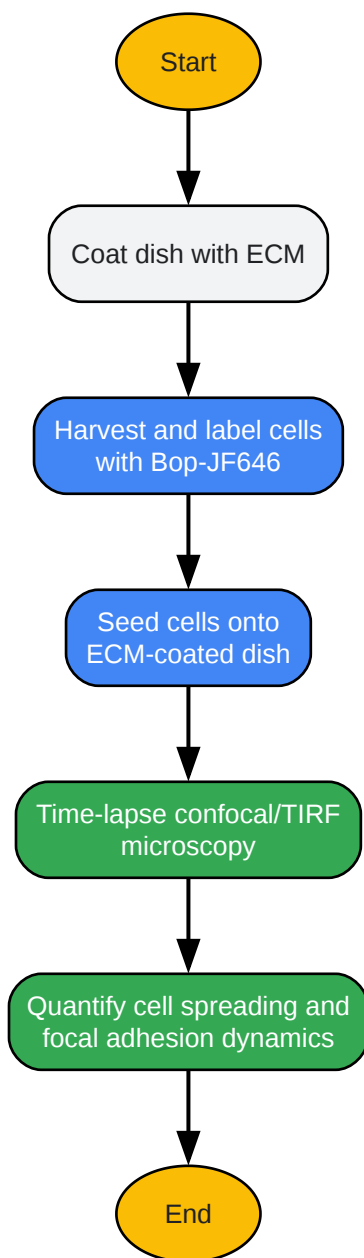 Start
Coat dish with ECM
Harvest and label cells
with Bop-JF646
Seed cells onto
ECM-coated dish
Time-lapse confocal/TIRF
microscopy
Quantify cell spreading and
focal adhesion dynamics
End